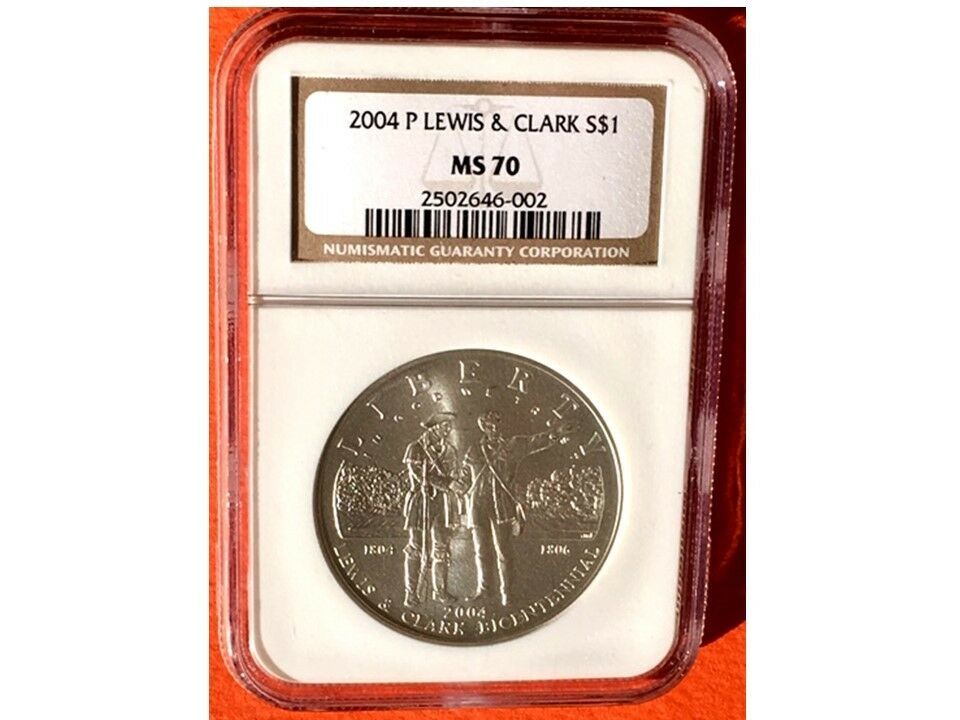 2004 P LEWIS & CLARK S$1
MS 70
2502646-002
NUMISMATIC GUARANTY CORPORATION
LIBERTY
1804
1806
2004
LEWIS & CLARK BICENTENNIAL